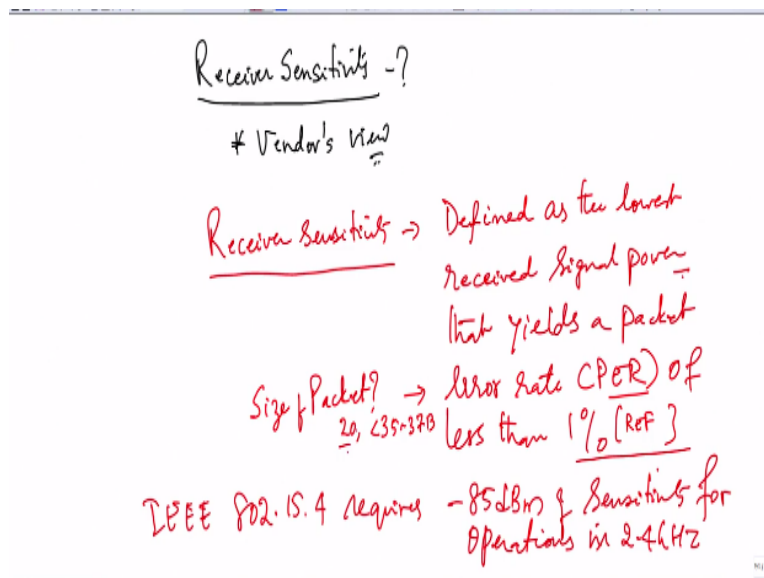 Receiver Sensitivity - ?
* Vendor's view
Receiver Sensitivity → Defined as the lowest
received signal power
that yields a packet
Size of Packet? → error rate (PER) of
20, <35-37B less than 1% [Ref]
IEEE 802.15.4 requires -85dBm of Sensitivity for
operations in 2.4GHz